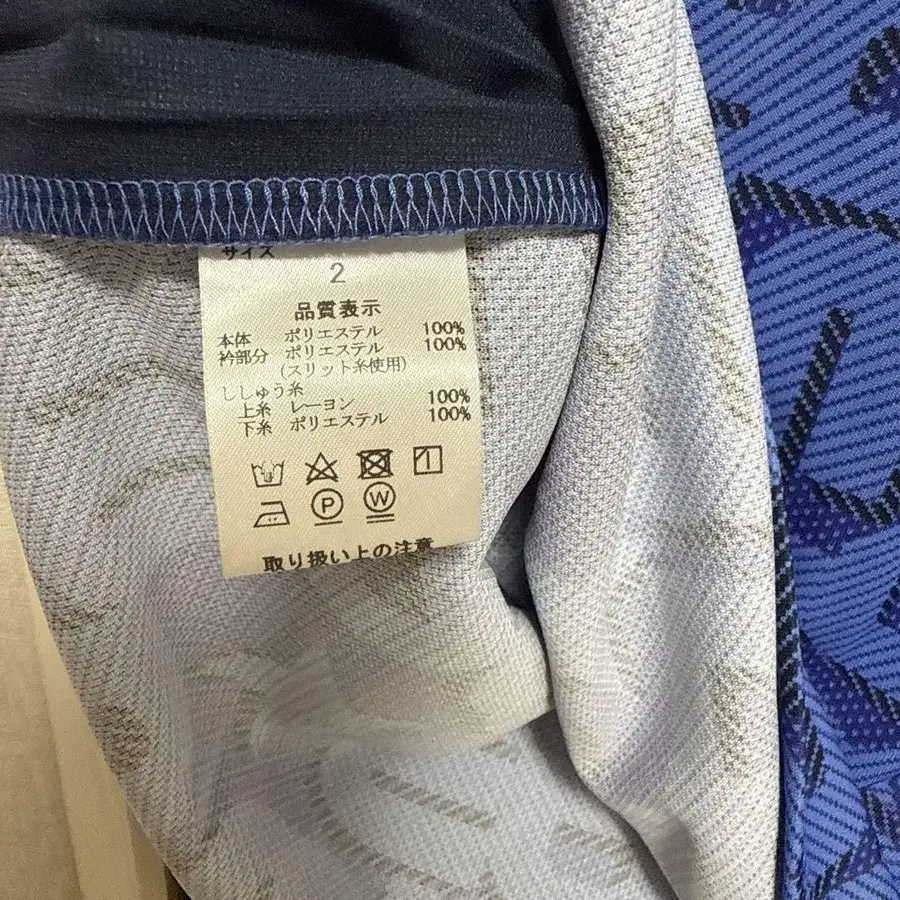 サイズ
2
品質表示
本体 ポリエステル 100%
衿部分 ポリエステル 100%
(スリット糸使用)
ししゅう糸
上糸 レーヨン 100%
下糸 ポリエステル 100%
P W
取り扱い上の注意